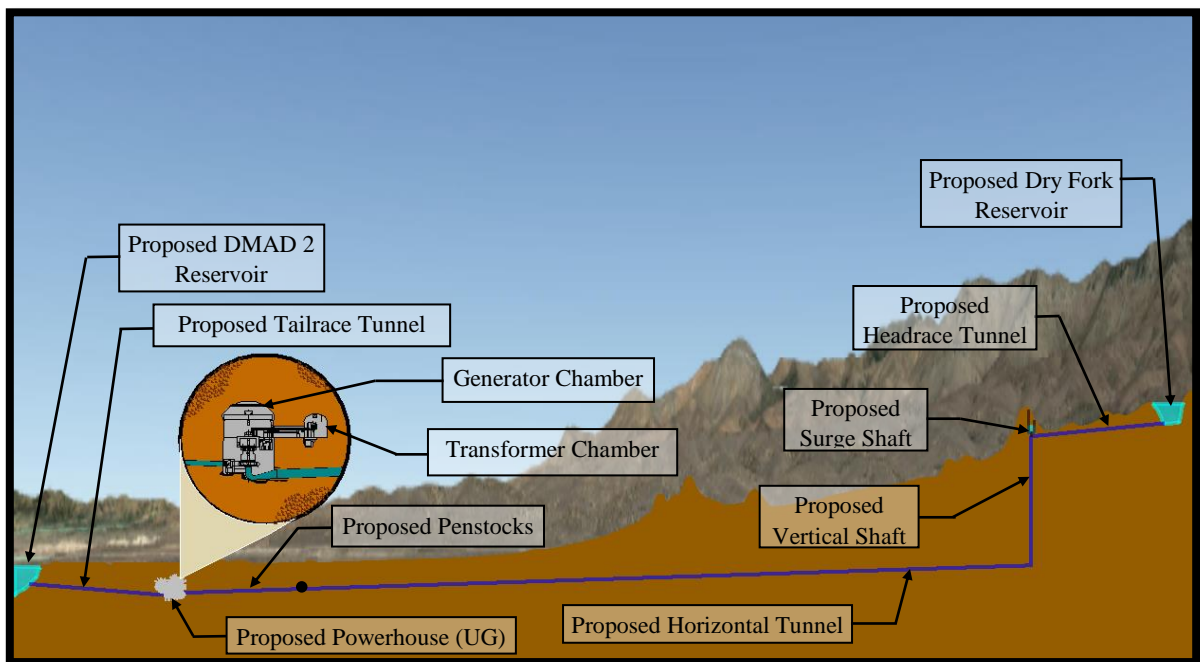 Proposed Dry Fork
Reservoir
Proposed DMAD 2
Reservoir
Proposed
Headrace Tunnel
Proposed Tailrace Tunnel
Generator Chamber
Proposed
Surge Shaft
Transformer Chamber
Proposed
Vertical Shaft
Proposed Penstocks
Proposed Horizontal Tunnel
Proposed Powerhouse (UG)